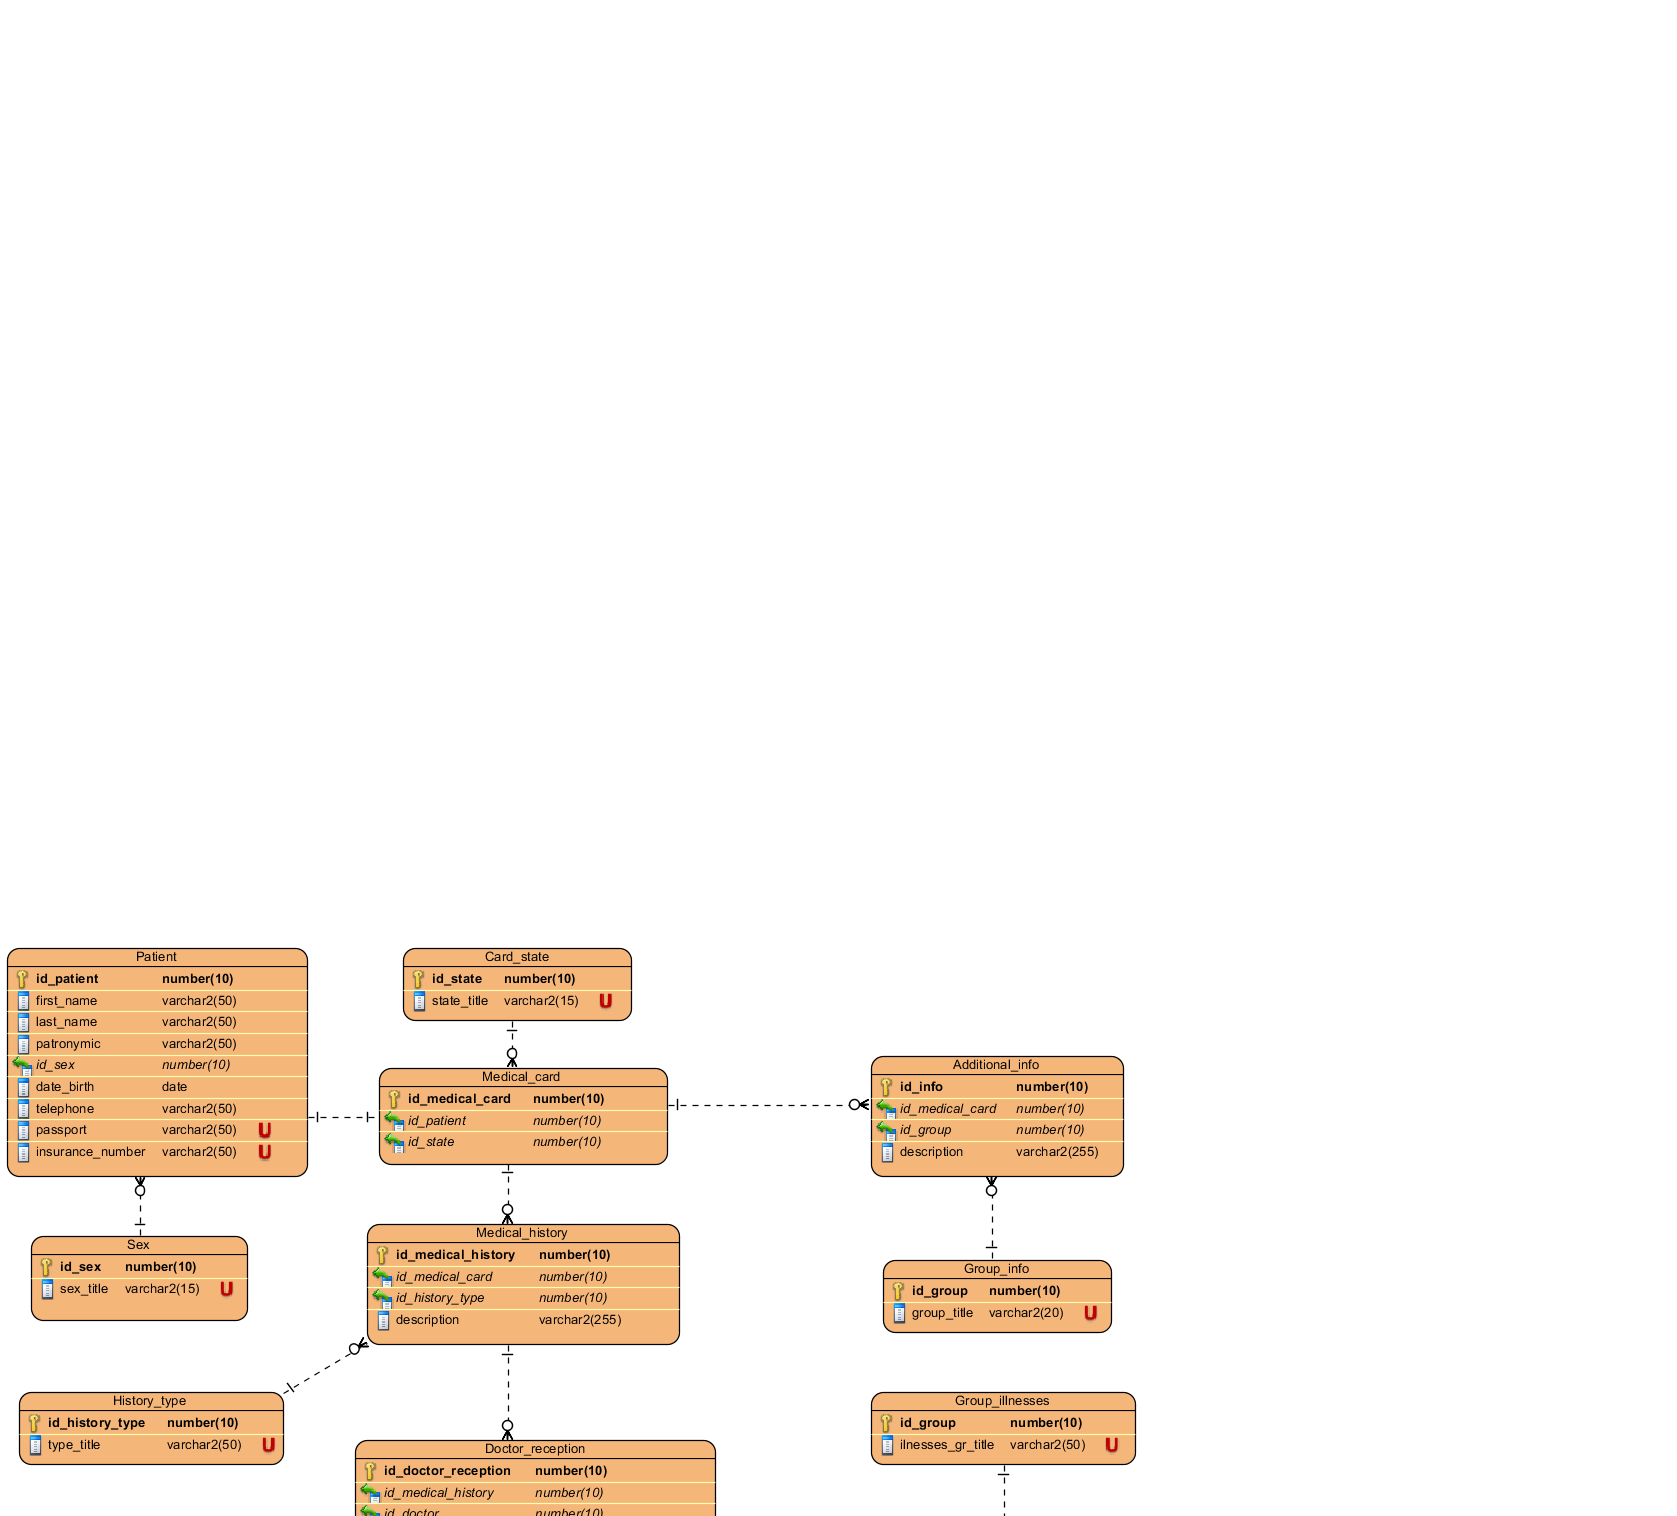 Patient
id_patient number(10)
first_name varchar2(50)
last_name varchar2(50)
patronymic varchar2(50)
id_sex number(10)
date_birth date
telephone varchar2(50)
passport varchar2(50) U
insurance_number varchar2(50) U
Card_state
id_state number(10)
state_title varchar2(15) U
Medical_card
id_medical_card number(10)
id_patient number(10)
id_state number(10)
Additional_info
id_info number(10)
id_medical_card number(10)
id_group number(10)
description varchar2(255)
Sex
id_sex number(10)
sex_title varchar2(15) U
Medical_history
id_medical_history number(10)
id_medical_card number(10)
id_history_type number(10)
description varchar2(255)
Group_info
id_group number(10)
group_title varchar2(20) U
History_type
id_history_type number(10)
type_title varchar2(50) U
Group_illnesses
id_group number(10)
ilnesses_gr_title varchar2(50) U
Doctor_reception
id_doctor_reception number(10)
id_medical_history number(10)
id_doctor number(10)